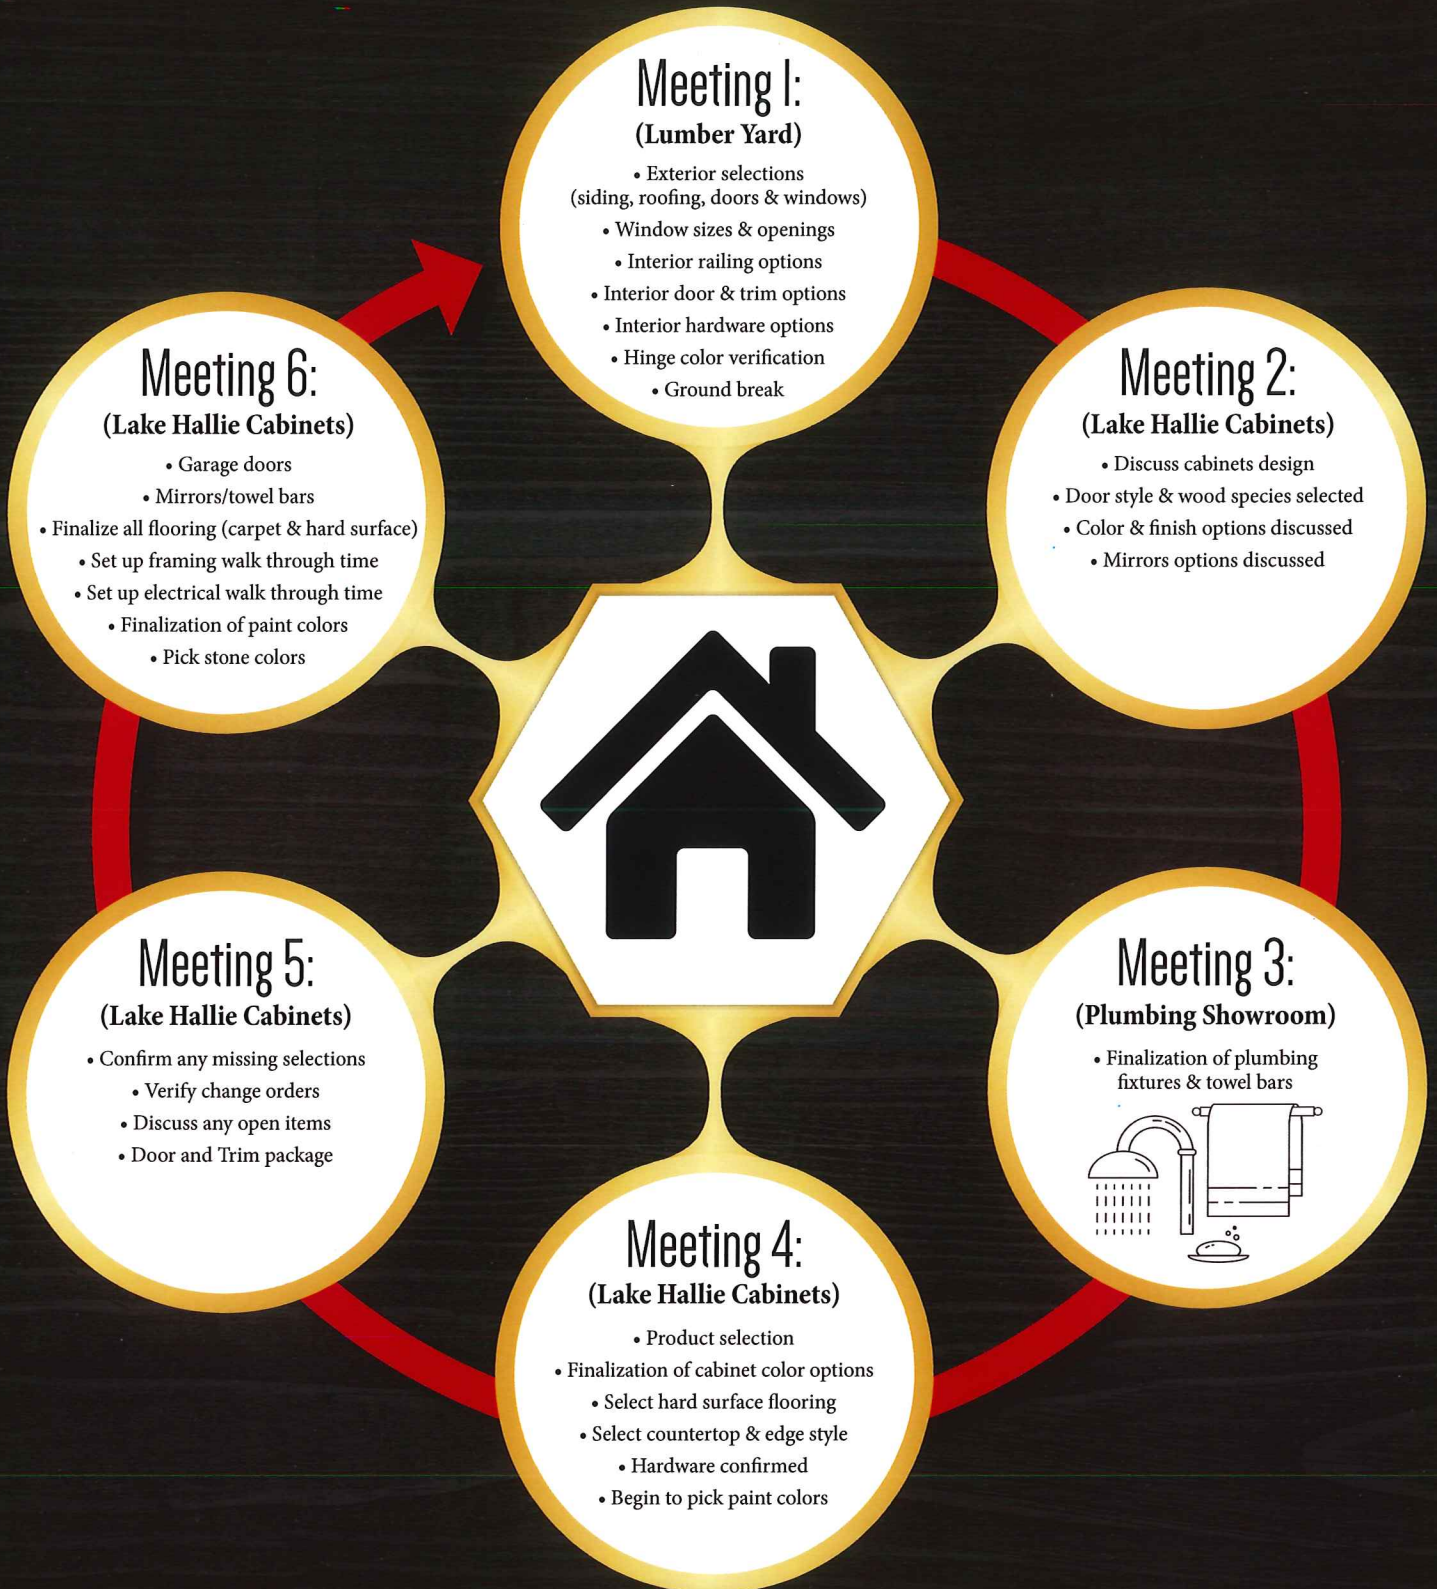 Meeting 1:
(Lumber Yard)
• Exterior selections
(siding, roofing, doors & windows)
• Window sizes & openings
• Interior railing options
• Interior door & trim options
• Interior hardware options
• Hinge color verification
• Ground break
Meeting 2:
(Lake Hallie Cabinets)
• Discuss cabinets design
• Door style & wood species selected
• Color & finish options discussed
• Mirrors options discussed
Meeting 3:
(Plumbing Showroom)
• Finalization of plumbing
fixtures & towel bars
Meeting 4:
(Lake Hallie Cabinets)
• Product selection
• Finalization of cabinet color options
• Select hard surface flooring
• Select countertop & edge style
• Hardware confirmed
• Begin to pick paint colors
Meeting 5:
(Lake Hallie Cabinets)
• Confirm any missing selections
• Verify change orders
• Discuss any open items
• Door and Trim package
Meeting 6:
(Lake Hallie Cabinets)
• Garage doors
• Mirrors/towel bars
• Finalize all flooring (carpet & hard surface)
• Set up framing walk through time
• Set up electrical walk through time
• Finalization of paint colors
• Pick stone colors